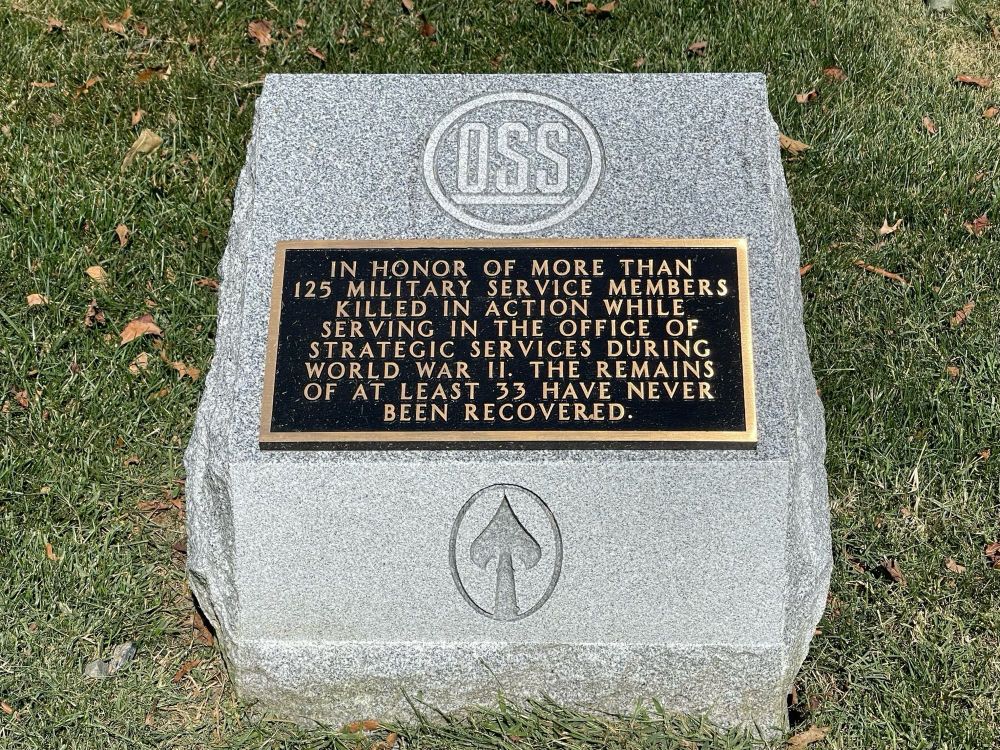 O.S.S.
IN HONOR OF MORE THAN
125 MILITARY SERVICE MEMBERS
KILLED IN ACTION WHILE
SERVING IN THE OFFICE OF
STRATEGIC SERVICES DURING
WORLD WAR II. THE REMAINS
OF AT LEAST 33 HAVE NEVER
BEEN RECOVERED.